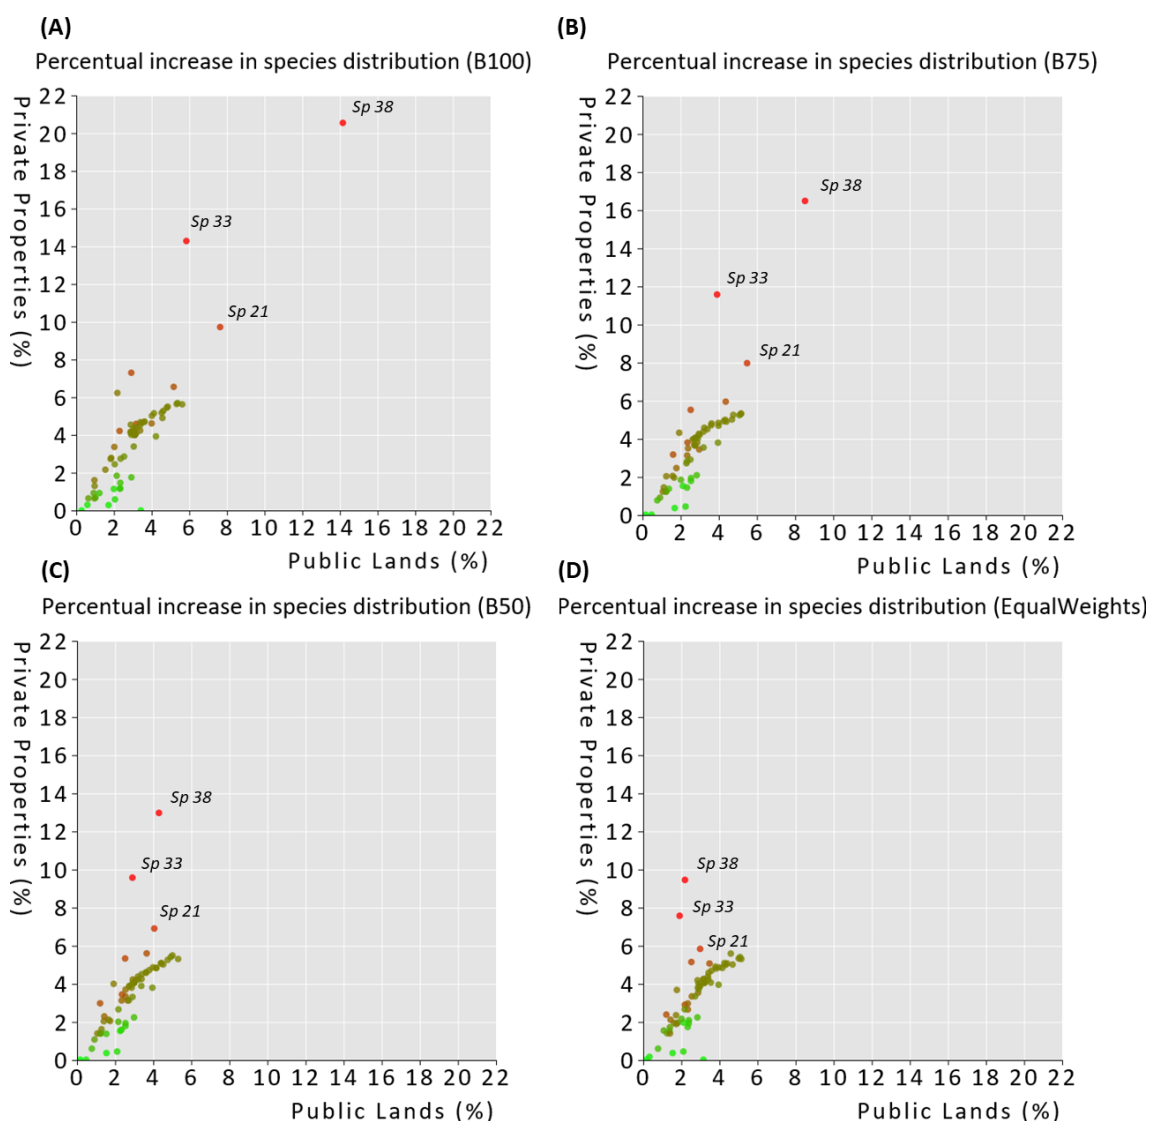 (A)
Percentual increase in species distribution (B100)
Private Properties (%)
22
20
18
16
14
12
10
8
6
4
2
0
Sp 38
Sp 33
Sp 21
0 2 4 6 8 10 12 14 16 18 20 22
Public Lands (%)
(B)
Percentual increase in species distribution (B75)
Private Properties (%)
22
20
18
16
14
12
10
8
6
4
2
0
Sp 38
Sp 33
Sp 21
0 2 4 6 8 10 12 14 16 18 20 22
Public Lands (%)
(C)
Percentual increase in species distribution (B50)
Private Properties (%)
22
20
18
16
14
12
10
8
6
4
2
0
Sp 38
Sp 33
Sp 21
0 2 4 6 8 10 12 14 16 18 20 22
Public Lands (%)
(D)
Percentual increase in species distribution (EqualWeights)
Private Properties (%)
22
20
18
16
14
12
10
8
6
4
2
0
Sp 38
Sp 33
Sp 21
0 2 4 6 8 10 12 14 16 18 20 22
Public Lands (%)